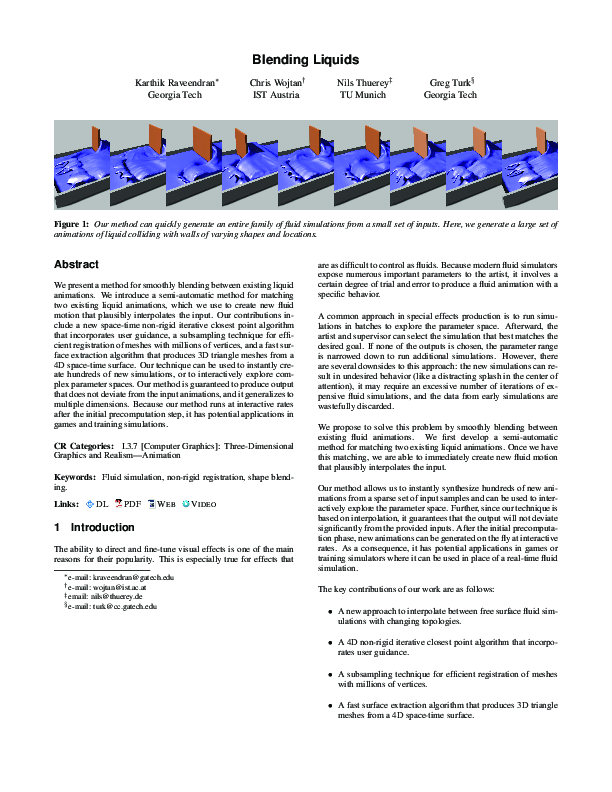 Blending Liquids
Karthik Raveendran* Chris Wojtan† Nils Thuerey‡ Greg Turk§
Georgia Tech IST Austria TU Munich Georgia Tech
Figure 1: Our method can quickly generate an entire family of fluid simulations from a small set of inputs. Here, we generate a large set of
animations of liquid colliding with walls of varying shapes and locations.
Abstract
We present a method for smoothly blending between existing liquid
animations. We introduce a semi-automatic method for matching
two existing liquid animations, which we use to create new fluid
motion that plausibly interpolates the input. Our contributions in-
clude a new space-time non-rigid iterative closest point algorithm
that incorporates user guidance, a subsampling technique for effi-
cient registration of meshes with millions of vertices, and a fast sur-
face extraction algorithm that produces 3D triangle meshes from a
4D space-time surface. Our technique can be used to instantly cre-
ate hundreds of new simulations, or to interactively explore com-
plex parameter spaces. Our method is guaranteed to produce output
that does not deviate from the input animations, and it generalizes to
multiple dimensions. Because our method runs at interactive rates
after the initial precomputation step, it has potential applications in
games and training simulations.
CR Categories: I.3.7 [Computer Graphics]: Three-Dimensional
Graphics and Realism—Animation
Keywords: Fluid simulation, non-rigid registration, shape blend-
ing.
Links: DL PDF WEB VIDEO
1 Introduction
The ability to direct and fine-tune visual effects is one of the main
reasons for their popularity. This is especially true for effects that
*e-mail: kraveendran@gatech.edu
†e-mail: wojtan@ist.ac.at
‡email: nils@thuerey.de
§e-mail: turk@cc.gatech.edu
are as difficult to control as fluids. Because modern fluid simulators
expose numerous important parameters to the artist, it involves a
certain degree of trial and error to produce a fluid animation with a
specific behavior.
A common approach in special effects production is to run simu-
lations in batches to explore the parameter space. Afterward, the
artist and supervisor can select the simulation that best matches the
desired goal. If none of the outputs is chosen, the parameter range
is narrowed down to run additional simulations. However, there
are several downsides to this approach: the new simulations can re-
sult in undesired behavior (like a distracting splash in the center of
attention), it may require an excessive number of iterations of ex-
pensive fluid simulations, and the data from early simulations are
wastefully discarded.
We propose to solve this problem by smoothly blending between
existing fluid animations. We first develop a semi-automatic
method for matching two existing liquid animations. Once we have
this matching, we are able to immediately create new fluid motion
that plausibly interpolates the input.
Our method allows us to instantly synthesize hundreds of new ani-
mations from a sparse set of input samples and can be used to inter-
actively explore the parameter space. Further, since our technique is
based on interpolation, it guarantees that the output will not deviate
significantly from the provided inputs. After the initial precomputa-
tion phase, new animations can be generated on the fly at interactive
rates. As a consequence, it has potential applications in games or
training simulators where it can be used in place of a real-time fluid
simulation.
The key contributions of our work are as follows:
• A new approach to interpolate between free surface fluid sim-
ulations with changing topologies.
• A 4D non-rigid iterative closest point algorithm that incorpo-
rates user guidance.
• A subsampling technique for efficient registration of meshes
with millions of vertices.
• A fast surface extraction algorithm that produces 3D triangle
meshes from a 4D space-time surface.